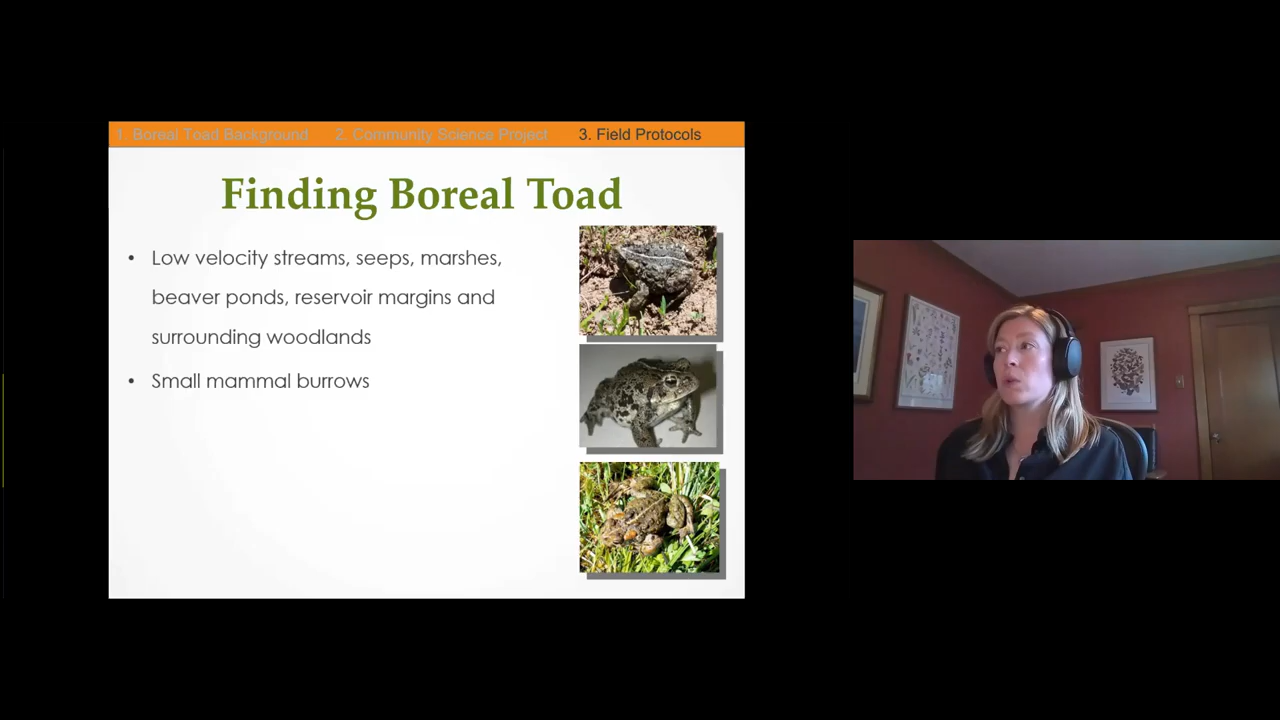 1. Boreal Toad Background 2. Community Science Project 3. Field Protocols
Finding Boreal Toad
• Low velocity streams, seeps, marshes,
beaver ponds, reservoir margins and
surrounding woodlands
• Small mammal burrows